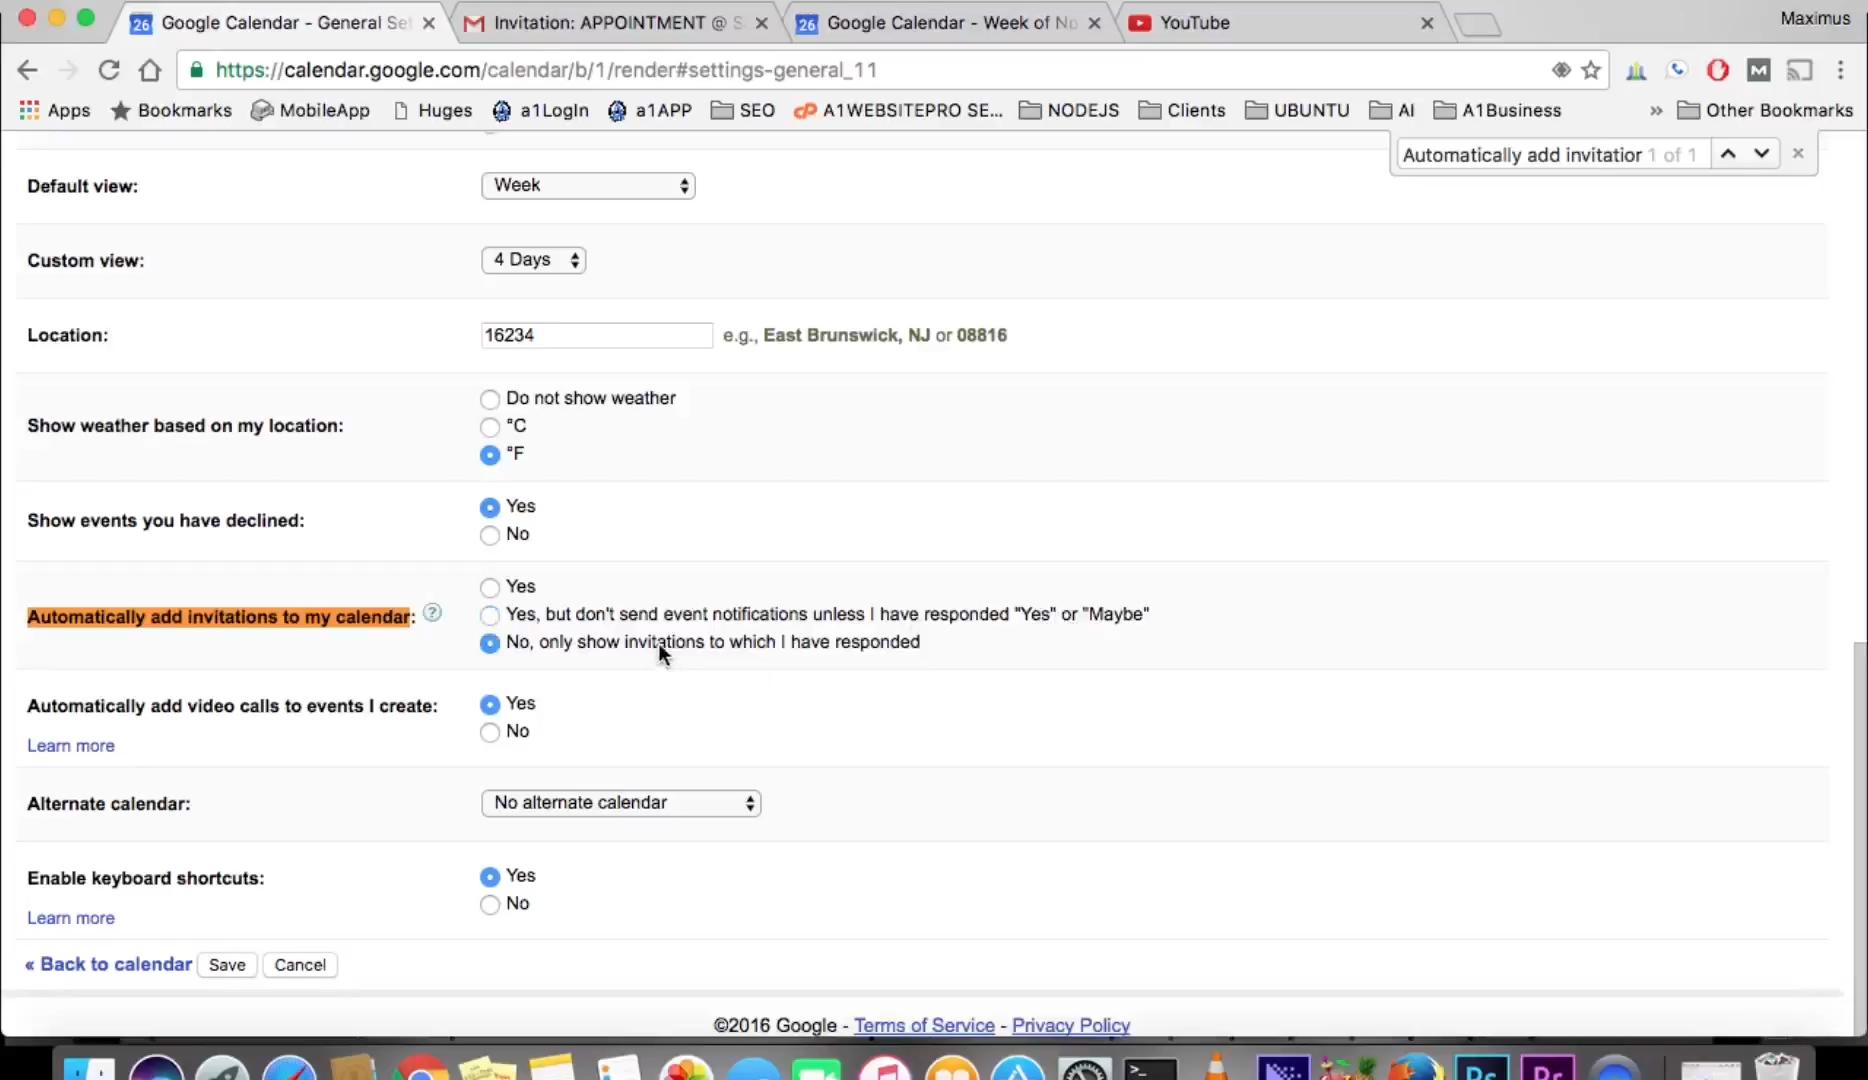 26 Google Calendar - General Set
Invitation: APPOINTMENT @ S
26 Google Calendar - Week of No
YouTube
Maximus
https://calendar.google.com/calendar/b/1/render#settings-general_11
Apps
Bookmarks
MobileApp
Huges
a1LogIn
a1APP
SEO
A1WEBSITEPRO SE...
NODEJS
Clients
UBUNTU
AI
A1Business
» Other Bookmarks
Automatically add invitation 1 of 1
Default view: Week
Custom view: 4 Days
Location: 16234 e.g., East Brunswick, NJ or 08816
Show weather based on my location:
Do not show weather
°C
°F
Show events you have declined:
Yes
No
Automatically add invitations to my calendar: ?
Yes
Yes, but don't send event notifications unless I have responded "Yes" or "Maybe"
No, only show invitations to which I have responded
Automatically add video calls to events I create:
Learn more
Yes
No
Alternate calendar: No alternate calendar
Enable keyboard shortcuts:
Learn more
Yes
No
« Back to calendar Save Cancel
©2016 Google - Terms of Service - Privacy Policy